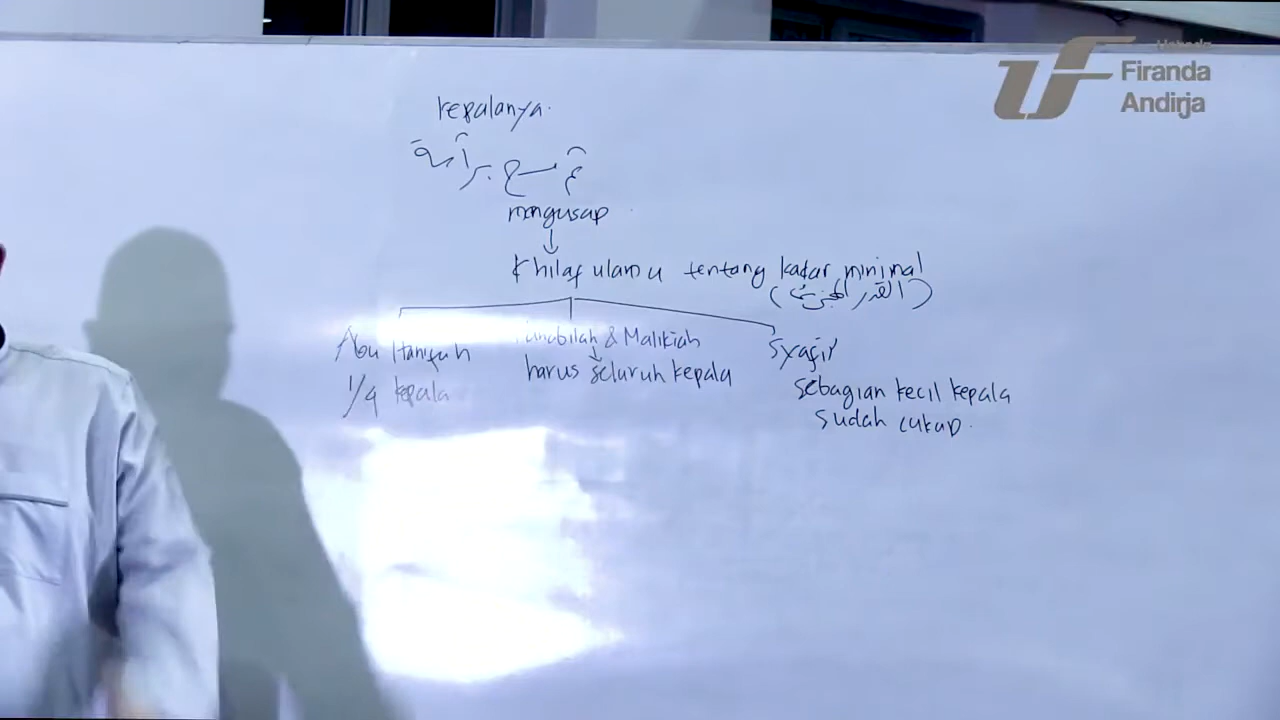 Ustadz
Firanda
Andirja
kepalanya.
مسح برأسه
mengusap
Khilaf ulama tentang kadar minimal
(القدر المجزئ)
Abu Hanifah
1/4 kepala
Hanabilah & Malikiah
harus seluruh kepala
Syafi'i
sebagian kecil kepala
sudah cukup.